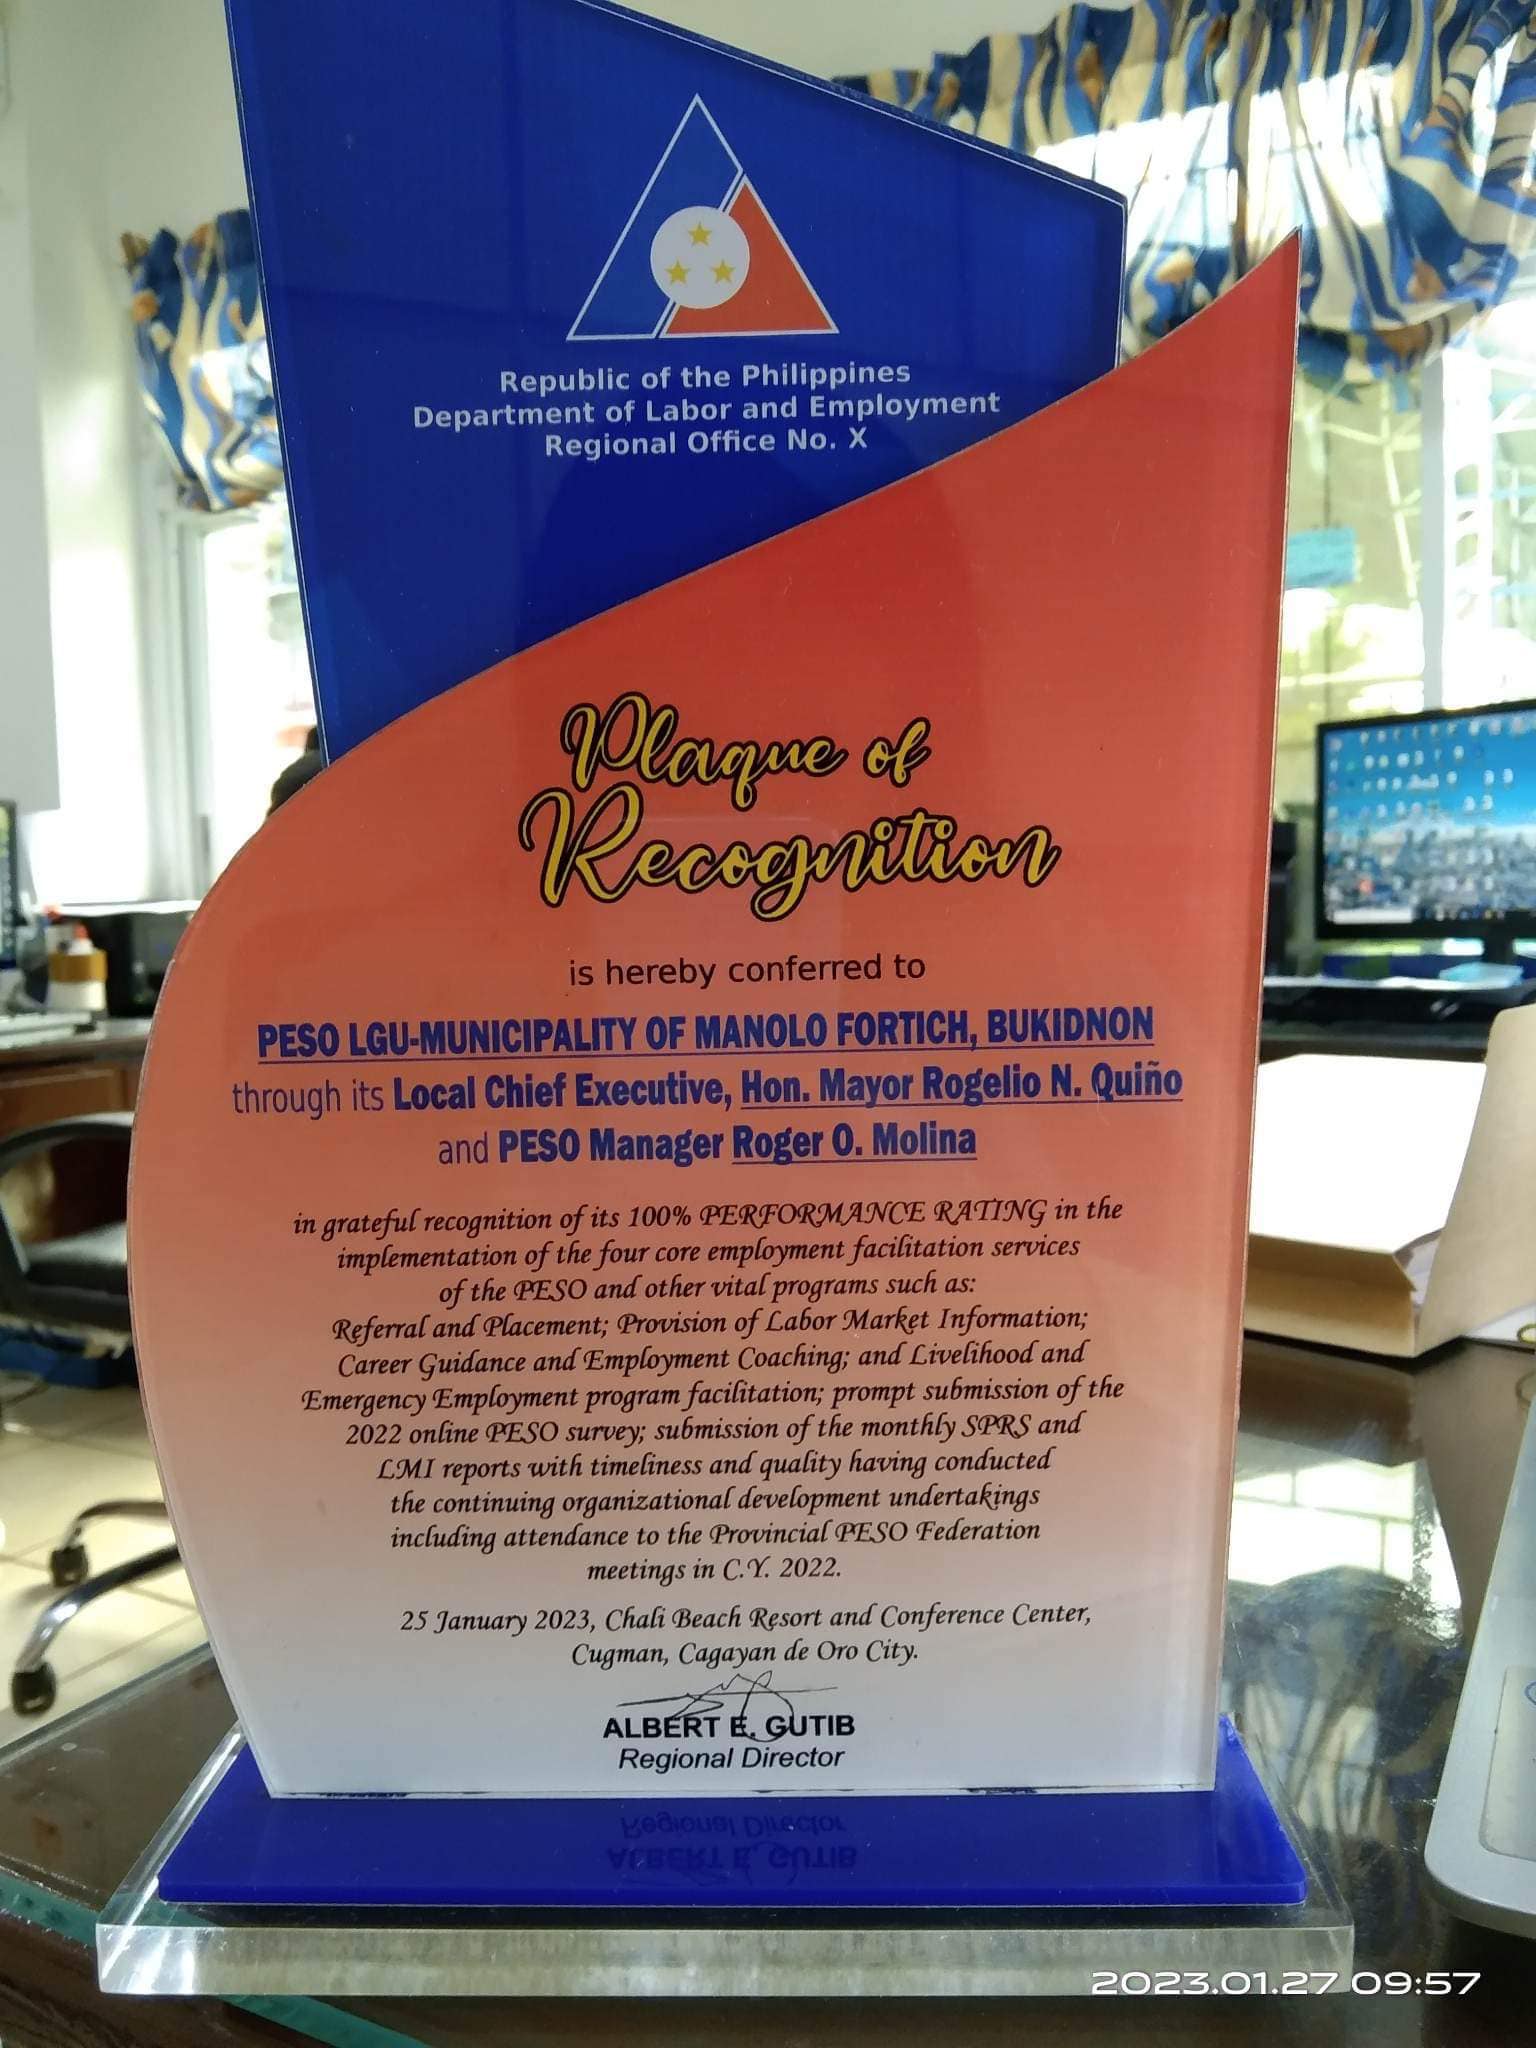 Republic of the Philippines
Department of Labor and Employment
Regional Office No. X
Plaque of
Recognition
is hereby conferred to
PESO LGU-MUNICIPALITY OF MANOLO FORTICH, BUKIDNON
through its Local Chief Executive, Hon. Mayor Rogelio N. Quiño
and PESO Manager Roger O. Molina
in grateful recognition of its 100% PERFORMANCE RATING in the
implementation of the four core employment facilitation services
of the PESO and other vital programs such as:
Referral and Placement; Provision of Labor Market Information;
Career Guidance and Employment Coaching; and Livelihood and
Emergency Employment program facilitation; prompt submission of the
2022 online PESO survey; submission of the monthly SPRS and
LMI reports with timeliness and quality having conducted
the continuing organizational development undertakings
including attendance to the Provincial PESO Federation
meetings in C.Y. 2022.
25 January 2023, Chali Beach Resort and Conference Center,
Cugman, Cagayan de Oro City.
ALBERT E. GUTIB
Regional Director
2023.01.27 09:57